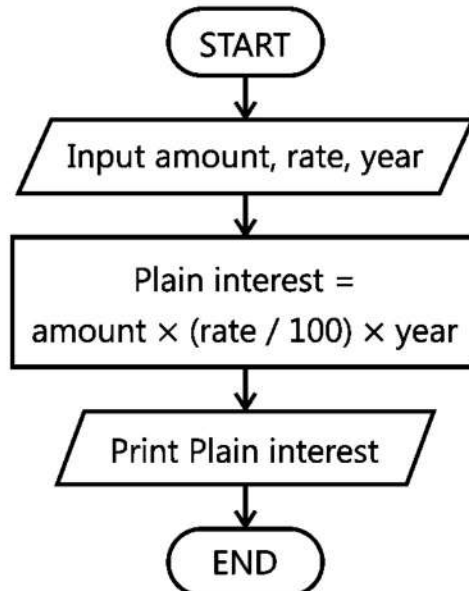 START
Input amount, rate, year
Plain interest =
amount × (rate / 100) × year
Print Plain interest
END